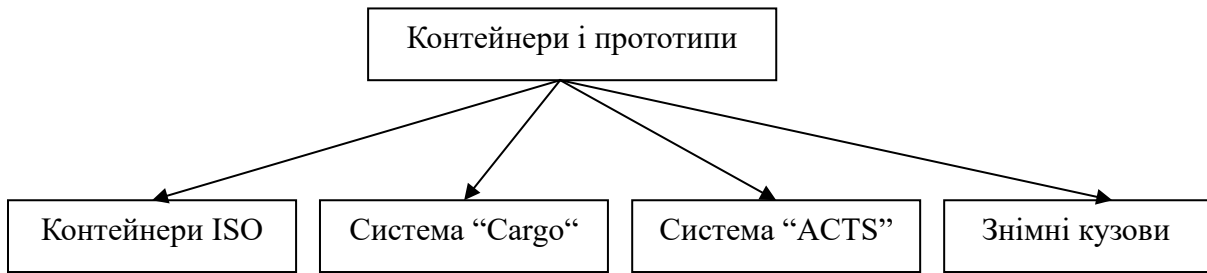 Контейнери і прототипи
Контейнери ISO
Система “Cargo“
Система “ACTS”
Знімні кузови